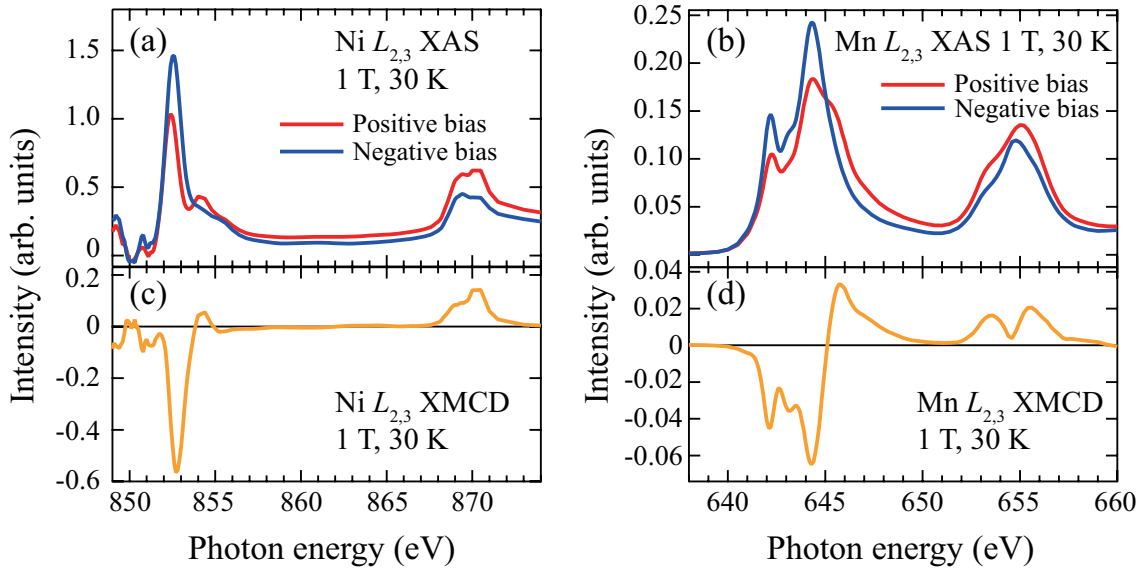 (a)
Ni L2,3 XAS
1 T, 30 K
Positive bias
Negative bias
1.5
1.0
0.5
0
(b)
Mn L2,3 XAS 1 T, 30 K
Positive bias
Negative bias
0.25
0.20
0.15
0.10
0.05
0.04
(c)
Ni L2,3 XMCD
1 T, 30 K
0.2
0
-0.2
-0.4
-0.6
850
855
860
865
870
Photon energy (eV)
Intensity (arb. units)
(d)
Mn L2,3 XMCD
1 T, 30 K
0.02
0
-0.02
-0.04
-0.06
640
645
650
655
660
Photon energy (eV)
Intensity (arb. units)